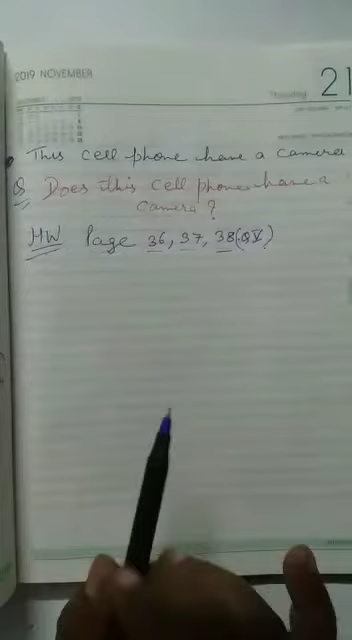 2019 NOVEMBER
Thursday 21
This cell phone have a camera
Q Does this cell phone have a
camera?
HW Page 36, 37, 38(QV)